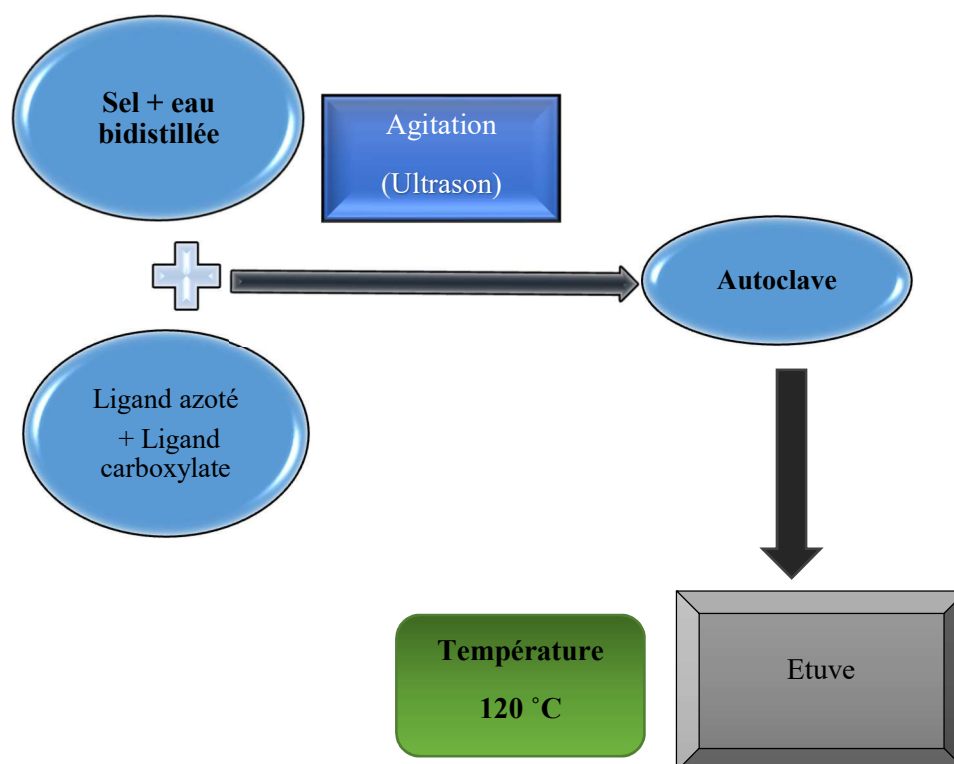 Sel + eau
bidistillée
Agitation
(Ultrason)
Autoclave
Ligand azoté
+ Ligand
carboxylate
Température
120 °C
Etuve